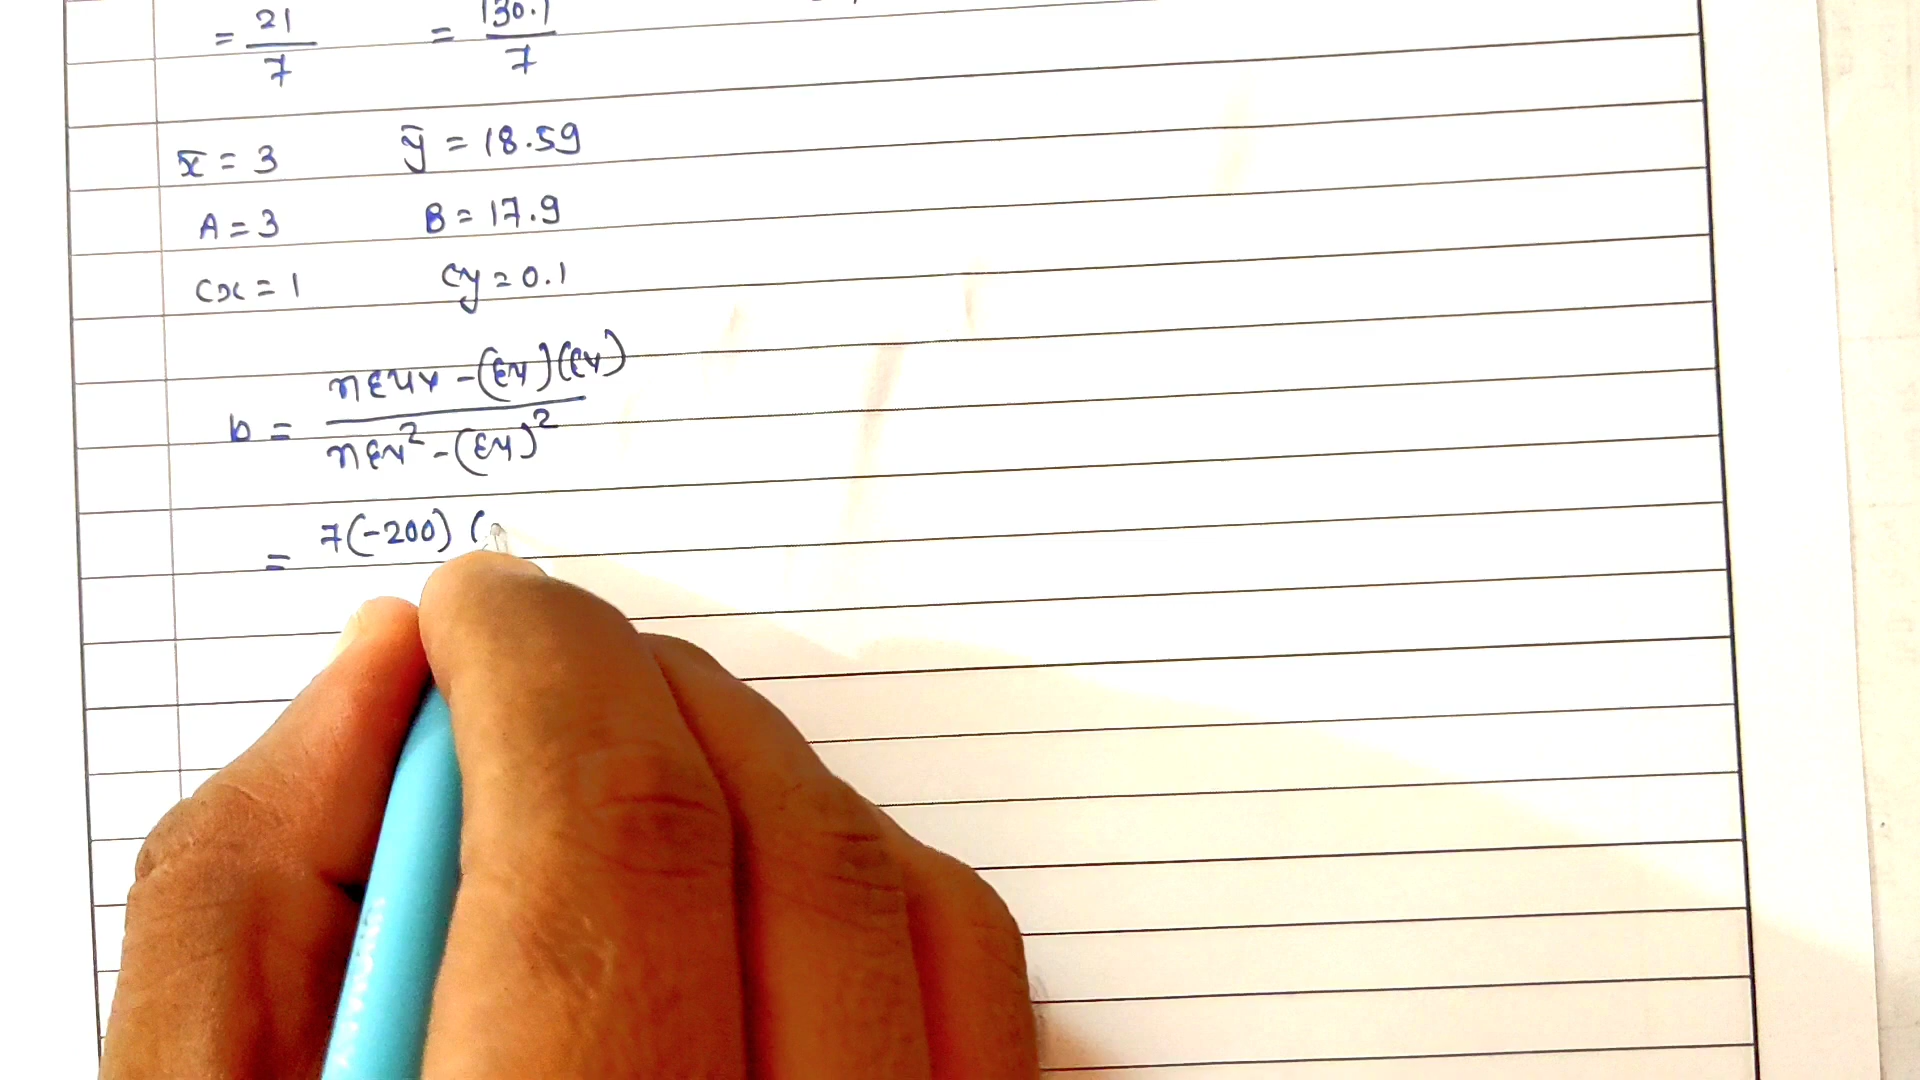 = 21/7 = 130.1/7
x̄ = 3 ȳ = 18.59
A = 3 B = 17.9
Cx = 1 Cy = 0.1
b = nΣuv - (Σu)(Σv) / nΣu² - (Σu)²
= 7(-200) (